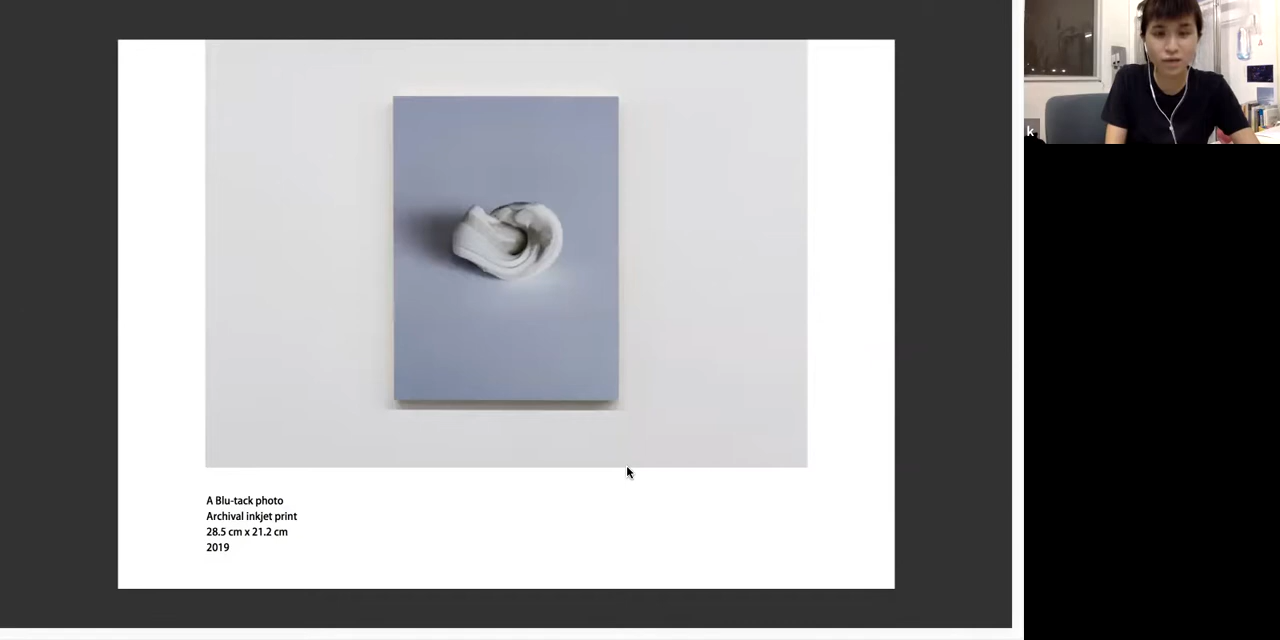 A Blu-tack photo
Archival inkjet print
28.5 cm x 21.2 cm
2019
k